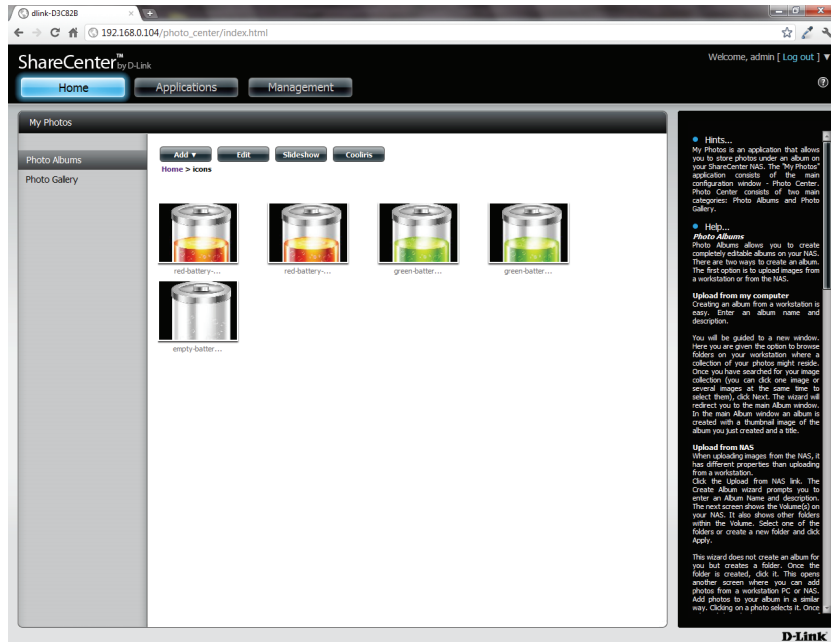 dlink-D3C82B
192.168.0.104/photo_center/index.html
ShareCenter™ by D-Link
Welcome, admin [ Log out ] ▼
Home
Applications
Management
My Photos
Photo Albums
Photo Gallery
Add ▼
Edit
Slideshow
Cooliris
Home > icons
red-battery-...
red-battery-...
green-batter...
green-batter...
empty-batter...
Hints...
My Photos is an application that allows
you to store photos under an album on
your ShareCenter NAS. The "My Photos"
application consists of the main
configuration window - Photo Center.
Photo Center consists of two main
categories: Photo Albums and Photo
Gallery.
Help...
Photo Albums
Photo Albums allows you to create
completely editable albums on your NAS.
There are two ways to create an album.
The first option is to upload images from
a workstation or from the NAS.
Upload from my computer
Creating an album from a workstation is
easy. Enter an album name and
description.
You will be guided to a new window.
Here you are given the option to browse
folders on your workstation where a
collection of your photos might reside.
Once you have searched for your image
collection (you can click one image or
several images at the same time to
select them), click Next. The wizard will
redirect you to the main Album window.
In the main Album window an album is
created with a thumbnail image of the
album you just created and a title.
Upload from NAS
When uploading images from the NAS, it
has different properties than uploading
from a workstation.
Click the Upload from NAS link. The
Create Album wizard prompts you to
enter an Album Name and description.
The next screen shows the Volume(s) on
your NAS. It also shows other folders
within the Volume. Select one of the
folders or create a new folder and click
Apply.
This wizard does not create an album for
you but creates a folder. Once the
folder is created, click it. This opens
another screen where you can add
photos from a workstation PC or NAS.
Add photos to your album in a similar
way. Clicking on a photo selects it. Once
D-Link